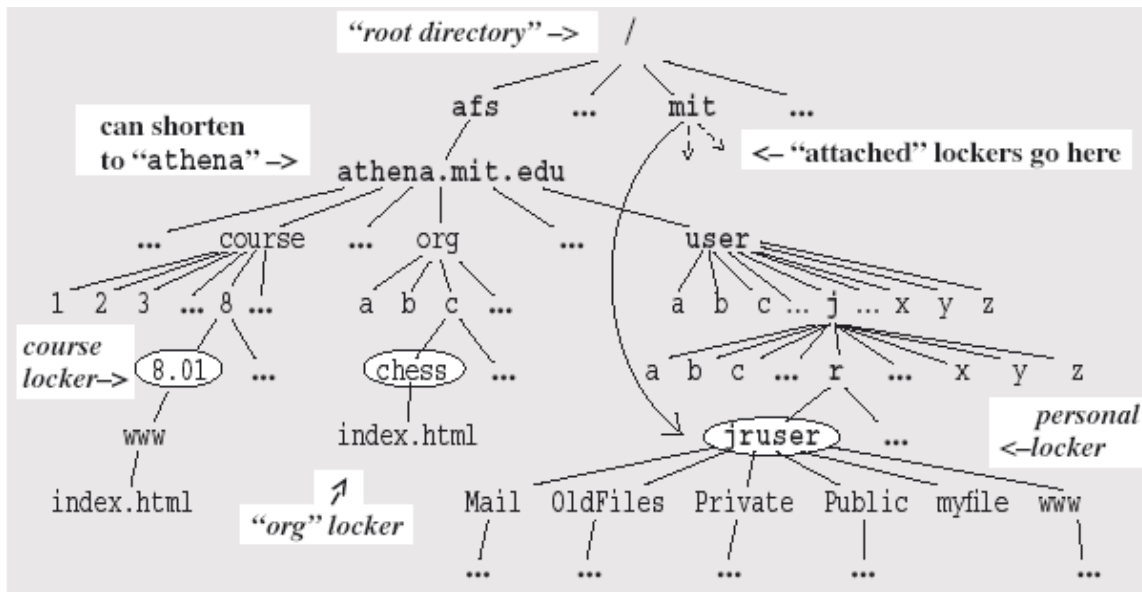 “root directory” –> /
afs ... mit ...
can shorten
to “athena” –>
<– “attached” lockers go here
athena.mit.edu
... course ... org ... user
1 2 3 ... 8 ... a b c ... a b c ... j ... x y z
course
locker–> 8.01 ... chess ... a b c ... r ... x y z
www index.html jruser ... personal
<–locker
index.html
“org” locker
Mail OldFiles Private Public myfile www
... ... ... ... ...